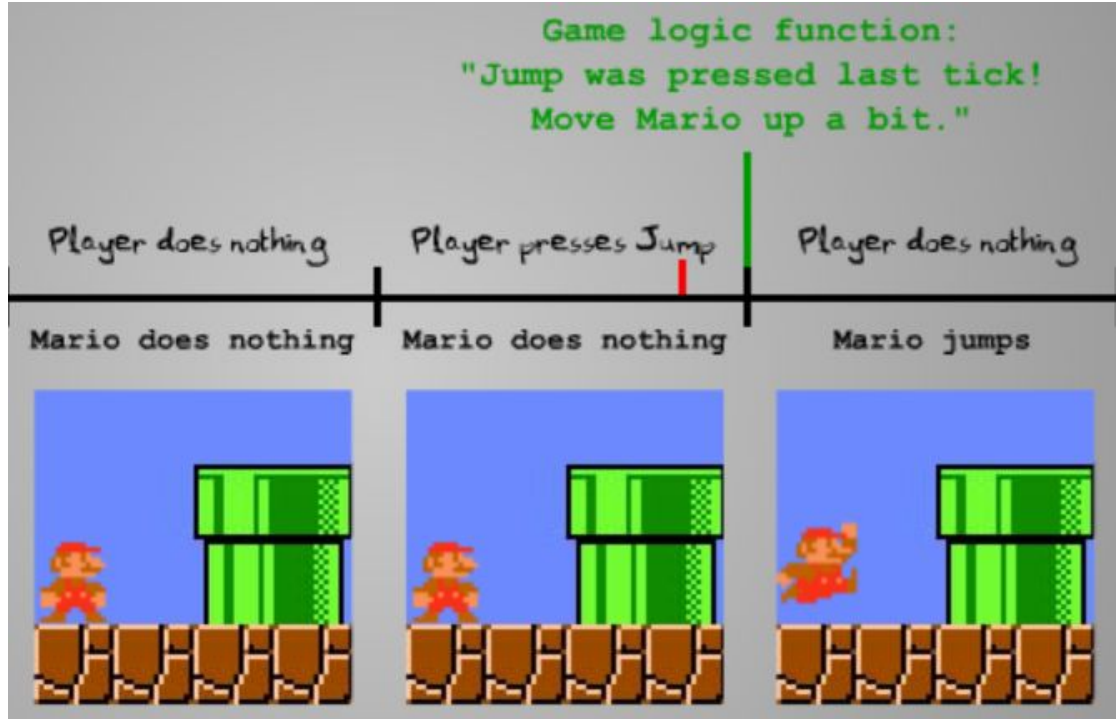 Game logic function:
"Jump was pressed last tick!
Move Mario up a bit."
Player does nothing
Player presses Jump
Player does nothing
Mario does nothing
Mario does nothing
Mario jumps